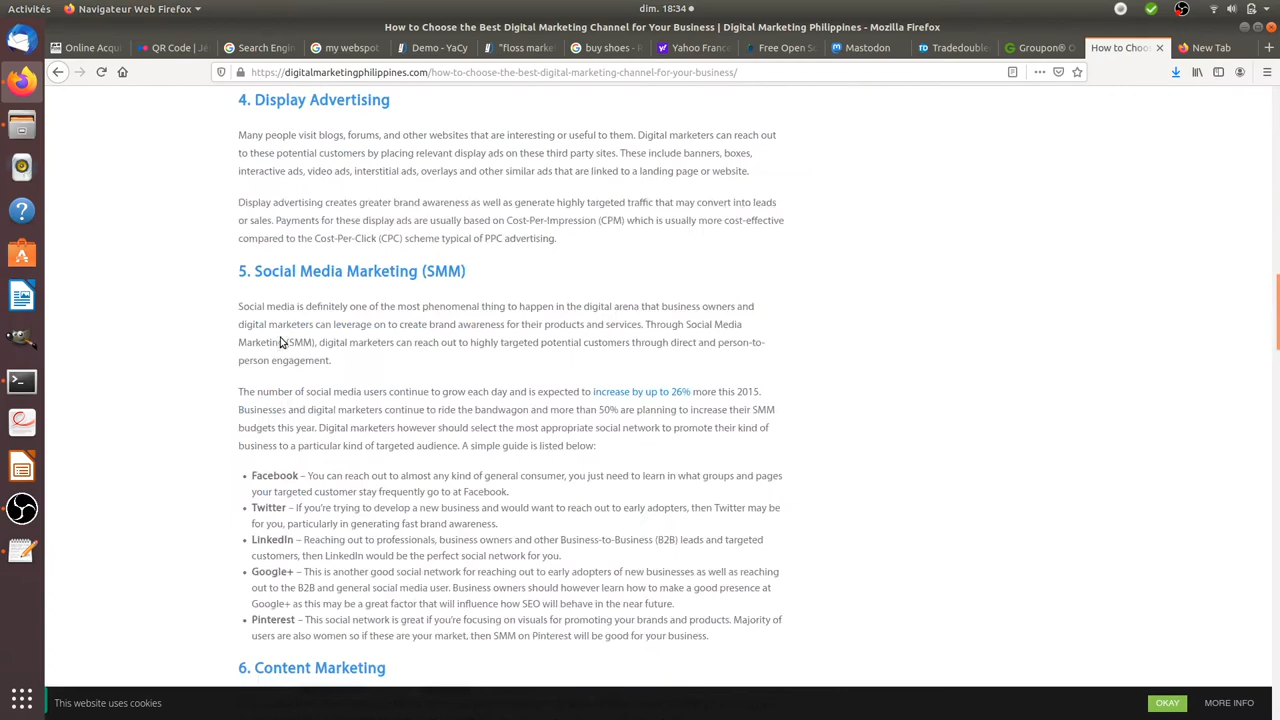 Activités
Navigateur Web Firefox
dim. 18:34
How to Choose the Best Digital Marketing Channel for Your Business | Digital Marketing Philippines - Mozilla Firefox
Online Acqu
QR Code | Jé
Search Engin
my webspot
Demo - YaCy
"floss marke
buy shoes - R
Yahoo France
Free Open So
Mastodon
Tradedouble
Groupon® O
How to Choo
New Tab
https://digitalmarketingphilippines.com/how-to-choose-the-best-digital-marketing-channel-for-your-business/
4. Display Advertising
Many people visit blogs, forums, and other websites that are interesting or useful to them. Digital marketers can reach out
to these potential customers by placing relevant display ads on these third party sites. These include banners, boxes,
interactive ads, video ads, interstitial ads, overlays and other similar ads that are linked to a landing page or website.
Display advertising creates greater brand awareness as well as generate highly targeted traffic that may convert into leads
or sales. Payments for these display ads are usually based on Cost-Per-Impression (CPM) which is usually more cost-effective
compared to the Cost-Per-Click (CPC) scheme typical of PPC advertising.
5. Social Media Marketing (SMM)
Social media is definitely one of the most phenomenal thing to happen in the digital arena that business owners and
digital marketers can leverage on to create brand awareness for their products and services. Through Social Media
Marketing (SMM), digital marketers can reach out to highly targeted potential customers through direct and person-to-
person engagement.
The number of social media users continue to grow each day and is expected to increase by up to 26% more this 2015.
Businesses and digital marketers continue to ride the bandwagon and more than 50% are planning to increase their SMM
budgets this year. Digital marketers however should select the most appropriate social network to promote their kind of
business to a particular kind of targeted audience. A simple guide is listed below:
• Facebook – You can reach out to almost any kind of general consumer, you just need to learn in what groups and pages
your targeted customer stay frequently go to at Facebook.
• Twitter – If you're trying to develop a new business and would want to reach out to early adopters, then Twitter may be
for you, particularly in generating fast brand awareness.
• LinkedIn – Reaching out to professionals, business owners and other Business-to-Business (B2B) leads and targeted
customers, then LinkedIn would be the perfect social network for you.
• Google+ – This is another good social network for reaching out to early adopters of new businesses as well as reaching
out to the B2B and general social media user. Business owners should however learn how to make a good presence at
Google+ as this may be a great factor that will influence how SEO will behave in the near future.
• Pinterest – This social network is great if you're focusing on visuals for promoting your brands and products. Majority of
users are also women so if these are your market, then SMM on Pinterest will be good for your business.
6. Content Marketing
This website uses cookies
OKAY
MORE INFO